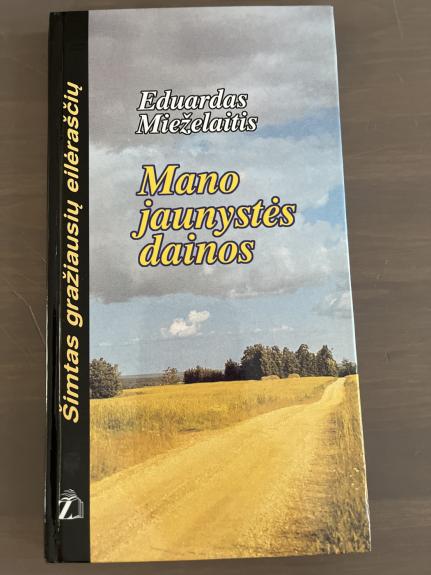 Eduardas
Mieželaitis
Mano
jaunystės
dainos
Šimtas gražiausių eilėraščių
Z